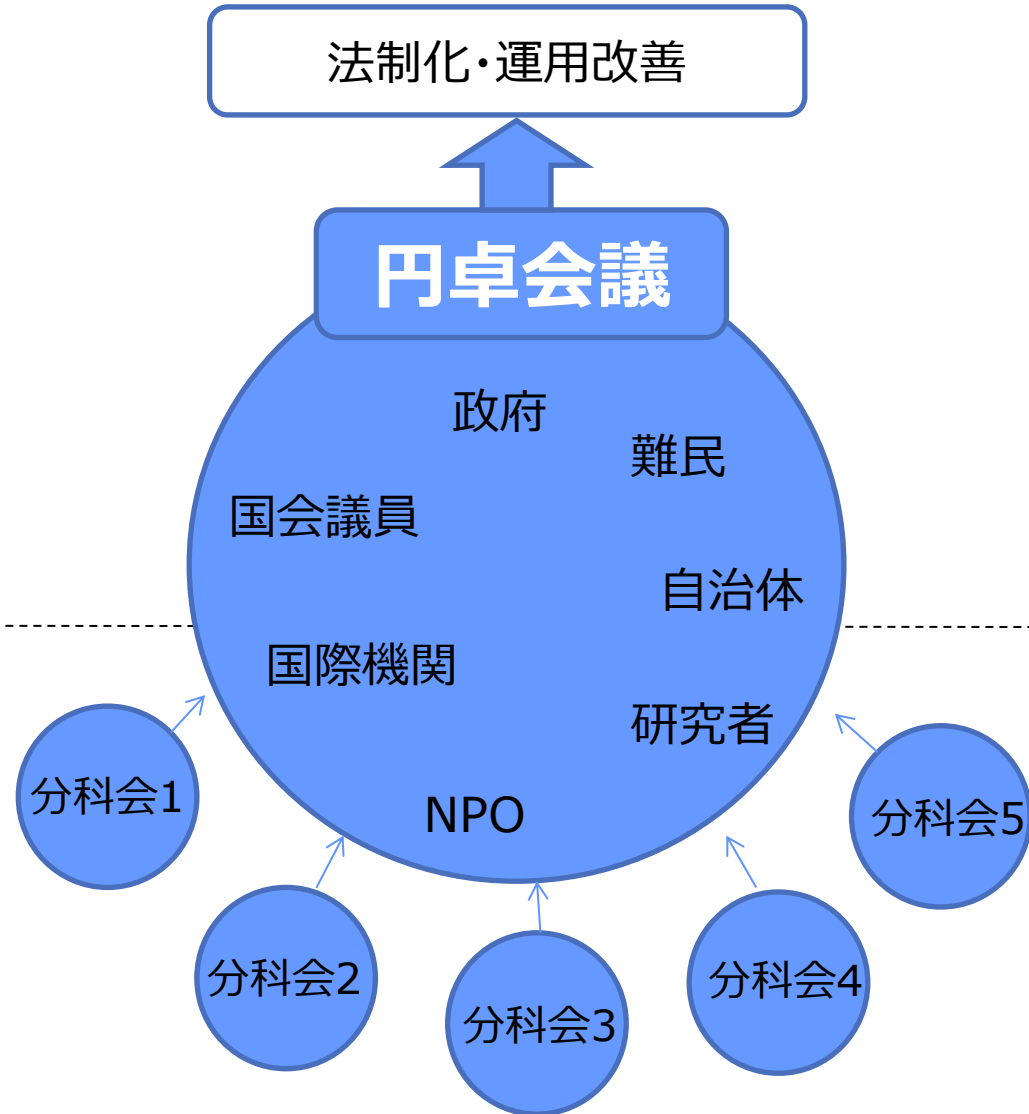 法制化・運用改善
円卓会議
政府
難民
国会議員
自治体
国際機関
研究者
NPO
分科会1
分科会5
分科会2
分科会4
分科会3